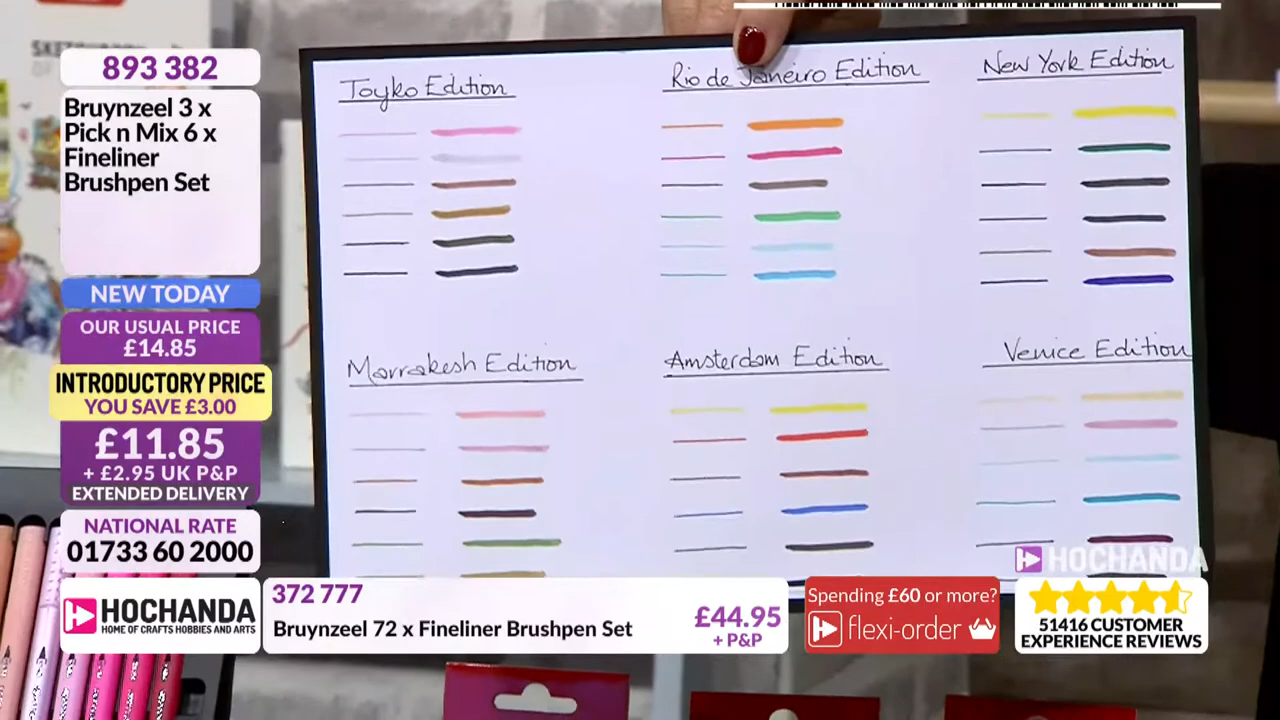 893 382
Bruynzeel 3 x
Pick n Mix 6 x
Fineliner
Brushpen Set
NEW TODAY
OUR USUAL PRICE
£14.85
INTRODUCTORY PRICE
YOU SAVE £3.00
£11.85
+ £2.95 UK P&P
EXTENDED DELIVERY
NATIONAL RATE
01733 60 2000
HOCHANDA
HOME OF CRAFTS HOBBIES AND ARTS
Toyko Edition
Rio de Janeiro Edition
New York Edition
Marrakesh Edition
Amsterdam Edition
Venice Edition
HOCHANDA
372 777
Bruynzeel 72 x Fineliner Brushpen Set
£44.95
+ P&P
Spending £60 or more?
flexi-order
51416 CUSTOMER
EXPERIENCE REVIEWS